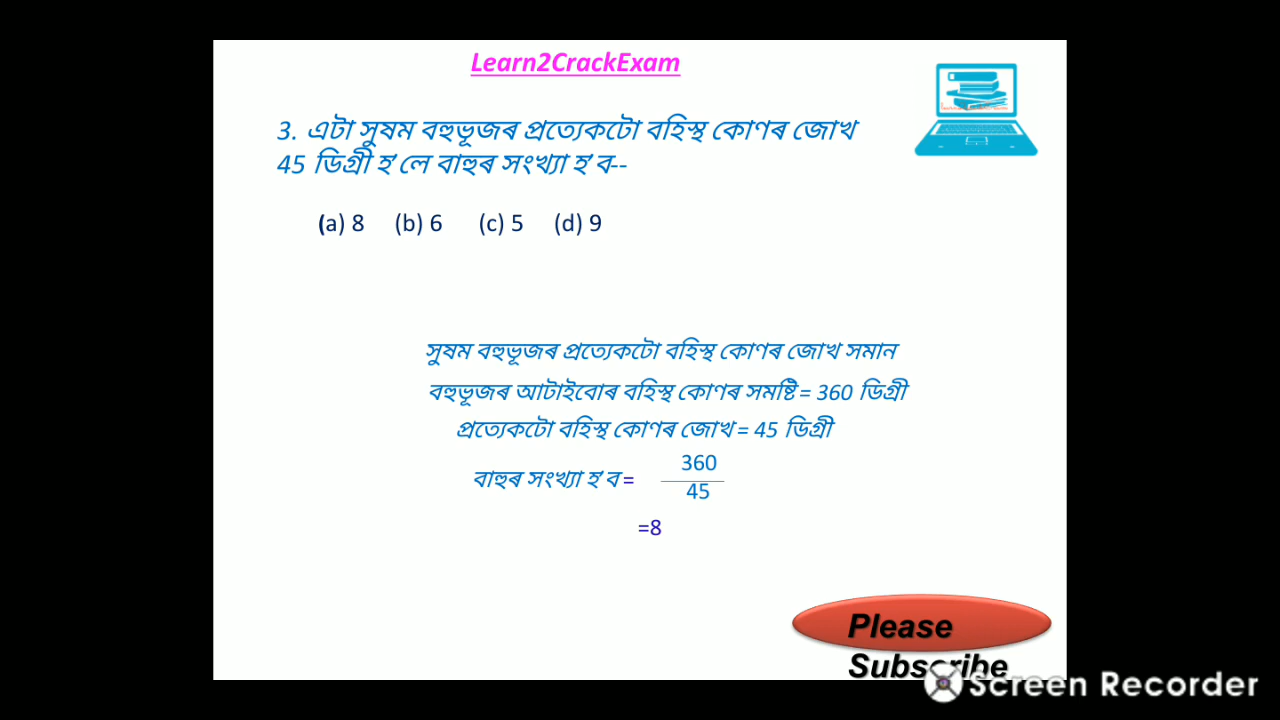 Learn2CrackExam
3. এটা সুষম বহুভূজৰ প্ৰত্যেকটো বহিস্থ কোণৰ জোখ
45 ডিগ্ৰী হ'লে বাহুৰ সংখ্যা হ'ব--
(a) 8 (b) 6 (c) 5 (d) 9
সুষম বহুভূজৰ প্ৰত্যেকটো বহিস্থ কোণৰ জোখ সমান
বহুভূজৰ আটাইবোৰ বহিস্থ কোণৰ সমষ্টি = 360 ডিগ্ৰী
প্ৰত্যেকটো বহিস্থ কোণৰ জোখ = 45 ডিগ্ৰী
360
বাহুৰ সংখ্যা হ'ব =
45
=8
Please
Subscribe
Screen Recorder